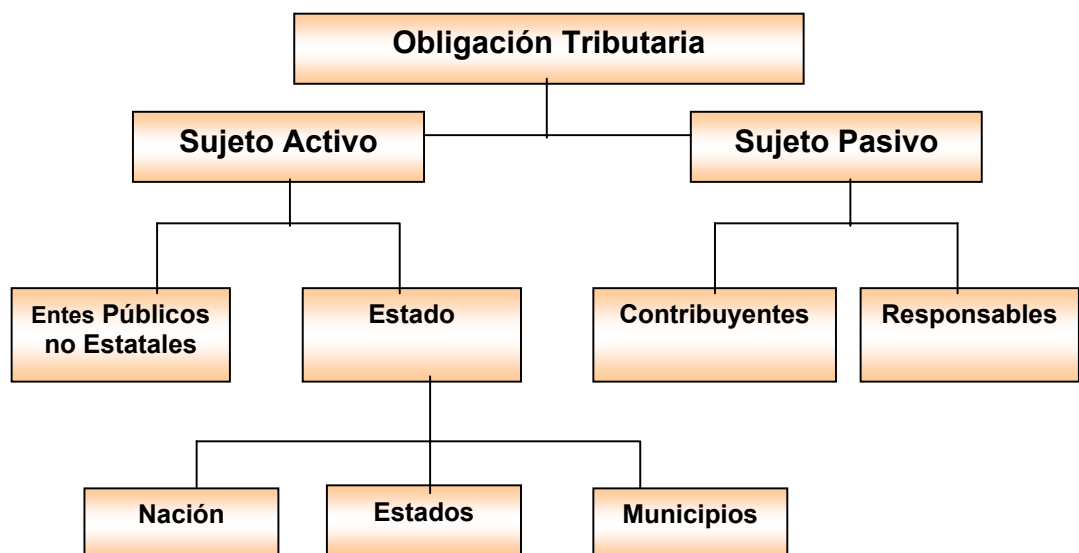 Obligación Tributaria
Sujeto Activo
Sujeto Pasivo
Entes Públicos
no Estatales
Estado
Contribuyentes
Responsables
Nación
Estados
Municipios